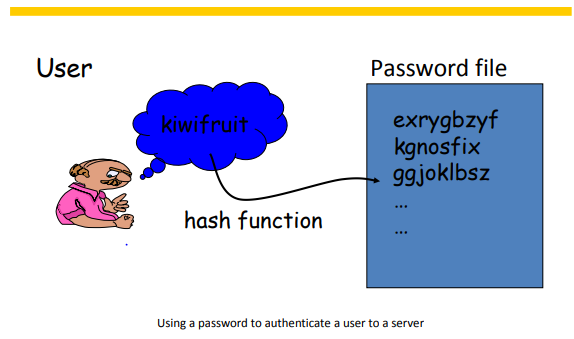 User
Password file
kiwifruit
exrygbzyf
kgnosfix
ggjoklbsz
...
...
hash function
Using a password to authenticate a user to a server